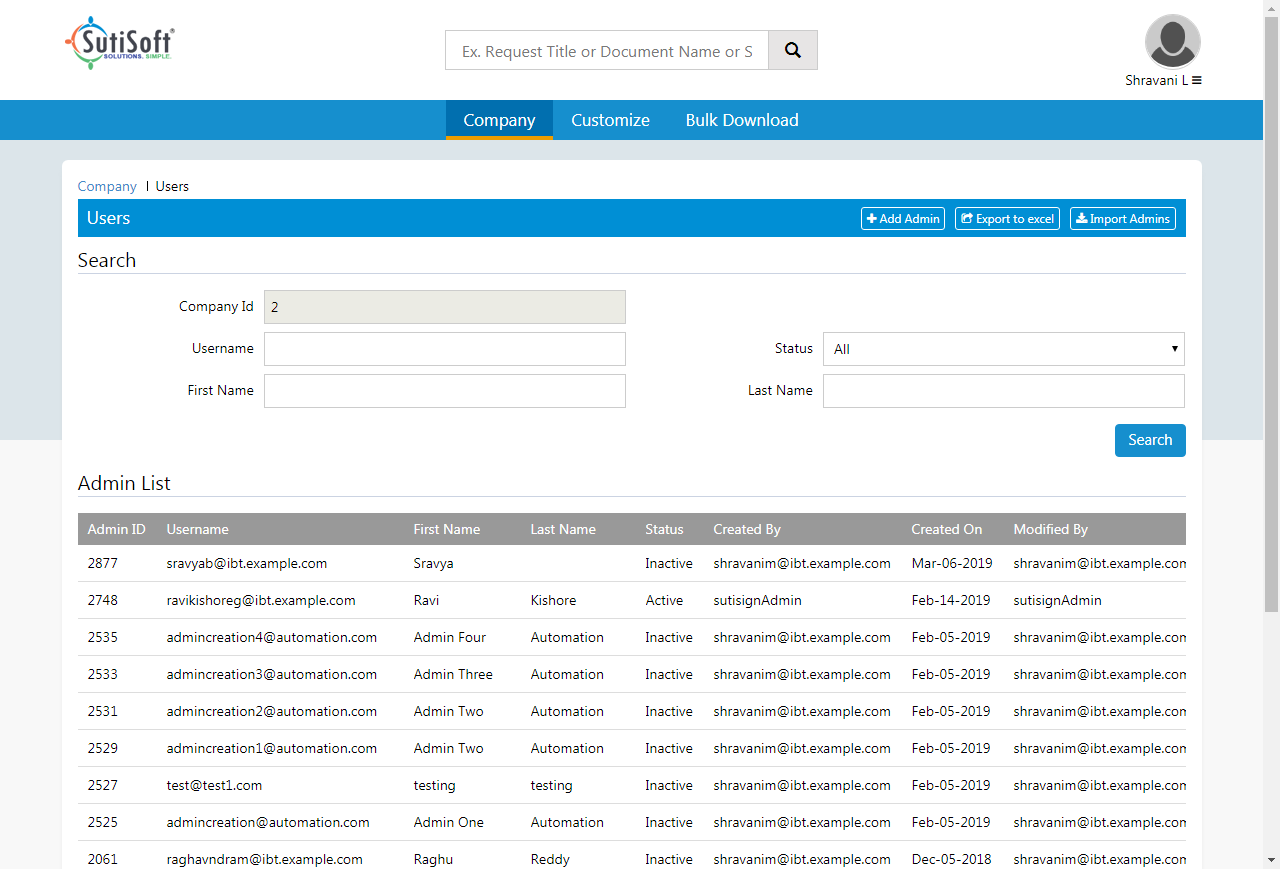 SutiSoft®
SOLUTIONS. SIMPLE.
Ex. Request Title or Document Name or S
Shravani L
Company Customize Bulk Download
Company | Users
Users Add Admin Export to excel Import Admins
Search
Company Id 2
Username Status All
First Name Last Name
Search
Admin List
Admin ID Username First Name Last Name Status Created By Created On Modified By
2877 sravyab@ibt.example.com Sravya Inactive shravanim@ibt.example.com Mar-06-2019 shravanim@ibt.example.com
2748 ravikishoreg@ibt.example.com Ravi Kishore Active sutisignAdmin Feb-14-2019 sutisignAdmin
2535 admincreation4@automation.com Admin Four Automation Inactive shravanim@ibt.example.com Feb-05-2019 shravanim@ibt.example.com
2533 admincreation3@automation.com Admin Three Automation Inactive shravanim@ibt.example.com Feb-05-2019 shravanim@ibt.example.com
2531 admincreation2@automation.com Admin Two Automation Inactive shravanim@ibt.example.com Feb-05-2019 shravanim@ibt.example.com
2529 admincreation1@automation.com Admin Two Automation Inactive shravanim@ibt.example.com Feb-05-2019 shravanim@ibt.example.com
2527 test@test1.com testing testing Inactive shravanim@ibt.example.com Feb-05-2019 shravanim@ibt.example.com
2525 admincreation@automation.com Admin One Automation Inactive shravanim@ibt.example.com Feb-05-2019 shravanim@ibt.example.com
2061 raghavndram@ibt.example.com Raghu Reddy Inactive shravanim@ibt.example.com Dec-05-2018 shravanim@ibt.example.com